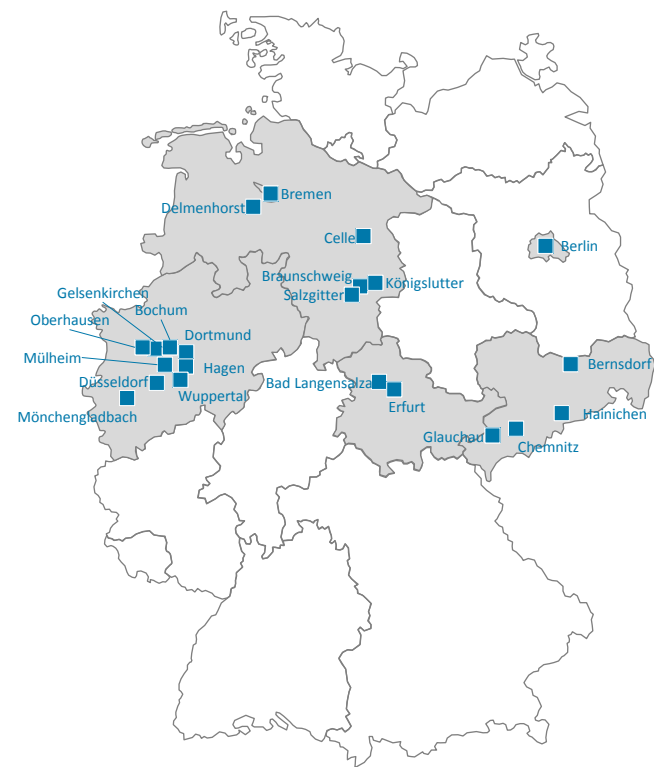 Bremen
Delmenhorst
Celle
Berlin
Braunschweig
Königslutter
Salzgitter
Gelsenkirchen
Bochum
Oberhausen
Dortmund
Mülheim
Hagen
Düsseldorf
Wuppertal
Mönchengladbach
Bad Langensalza
Erfurt
Bernsdorf
Hainichen
Glauchau
Chemnitz